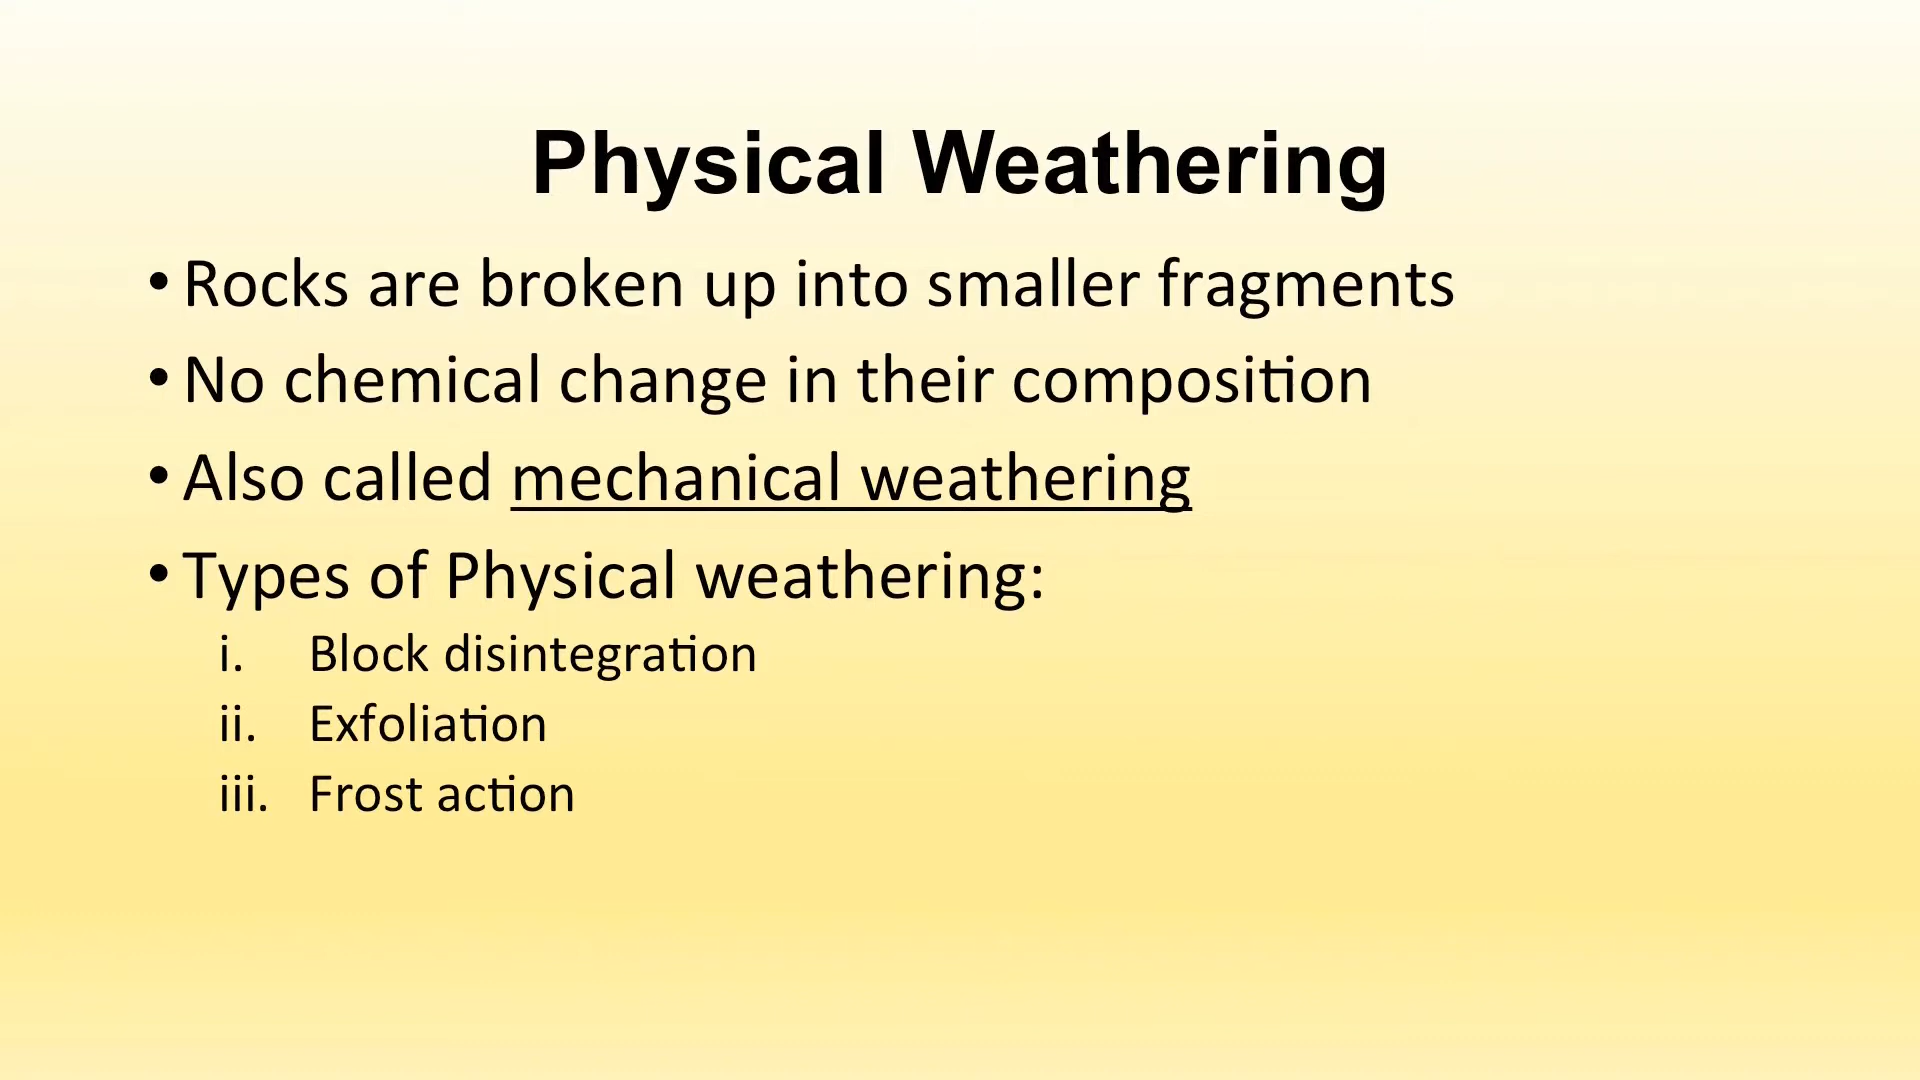 Physical Weathering
• Rocks are broken up into smaller fragments
• No chemical change in their composition
• Also called mechanical weathering
• Types of Physical weathering:
i. Block disintegration
ii. Exfoliation
iii. Frost action